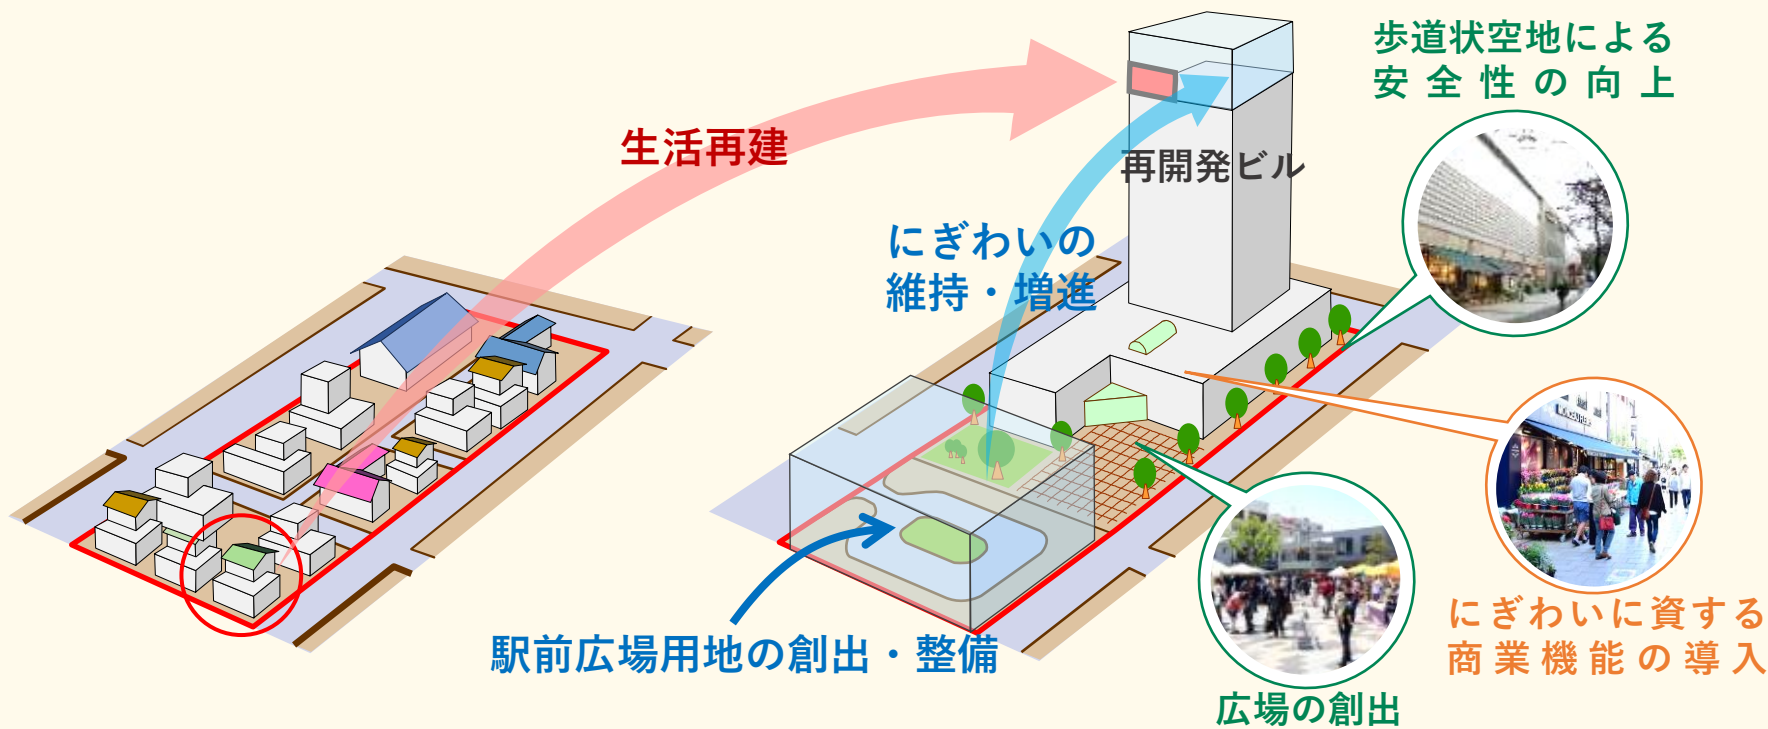 歩道状空地による
安全性の向上
生活再建
再開発ビル
にぎわいの
維持・増進
駅前広場用地の創出・整備
広場の創出
にぎわいに資する
商業機能の導入